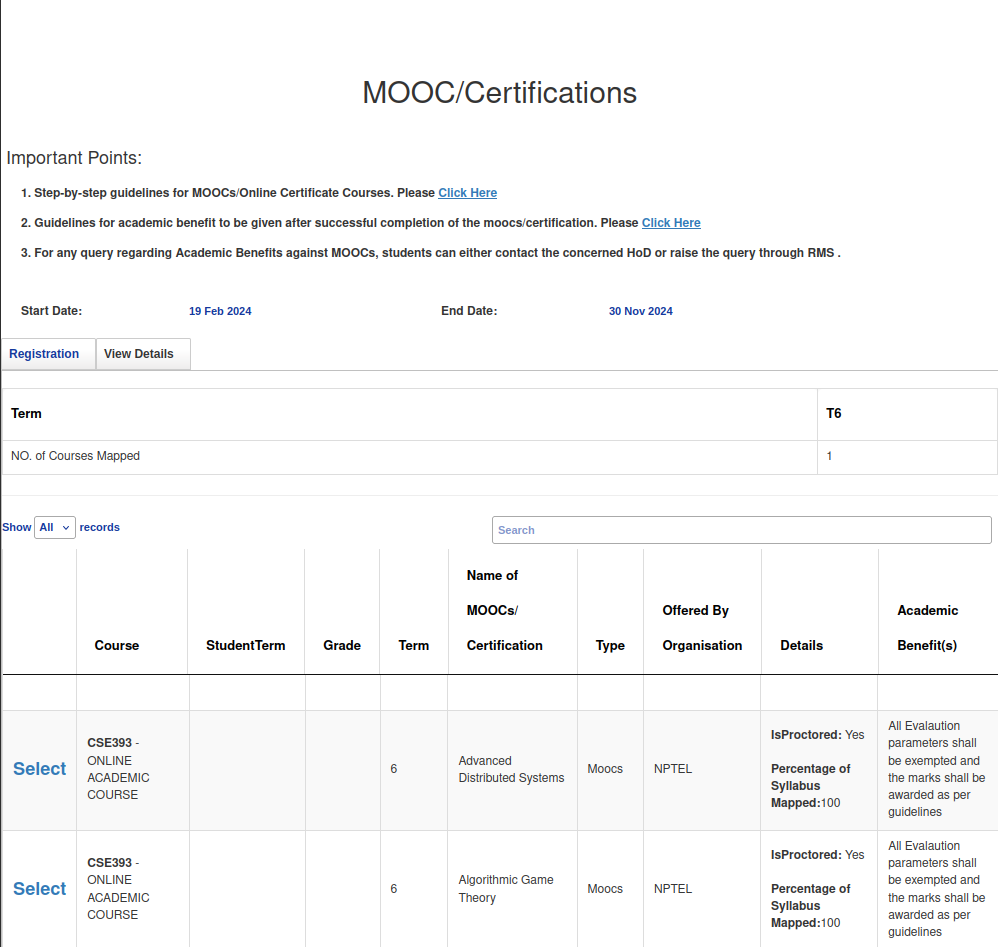 MOOC/Certifications
Important Points:
1. Step-by-step guidelines for MOOCs/Online Certificate Courses. Please Click Here
2. Guidelines for academic benefit to be given after successful completion of the moocs/certification. Please Click Here
3. For any query regarding Academic Benefits against MOOCs, students can either contact the concerned HoD or raise the query through RMS .
Start Date: 19 Feb 2024 End Date: 30 Nov 2024
Registration View Details
Term T6
NO. of Courses Mapped 1
Show All records Search
Course
StudentTerm
Grade
Term
Name of
MOOCs/
Certification
Type
Offered By
Organisation
Details
Academic
Benefit(s)
Select
CSE393 -
ONLINE
ACADEMIC
COURSE
6
Advanced
Distributed Systems
Moocs
NPTEL
IsProctored: Yes
Percentage of
Syllabus
Mapped:100
All Evalaution
parameters shall
be exempted and
the marks shall be
awarded as per
guidelines
Select
CSE393 -
ONLINE
ACADEMIC
COURSE
6
Algorithmic Game
Theory
Moocs
NPTEL
IsProctored: Yes
Percentage of
Syllabus
Mapped:100
All Evalaution
parameters shall
be exempted and
the marks shall be
awarded as per
guidelines